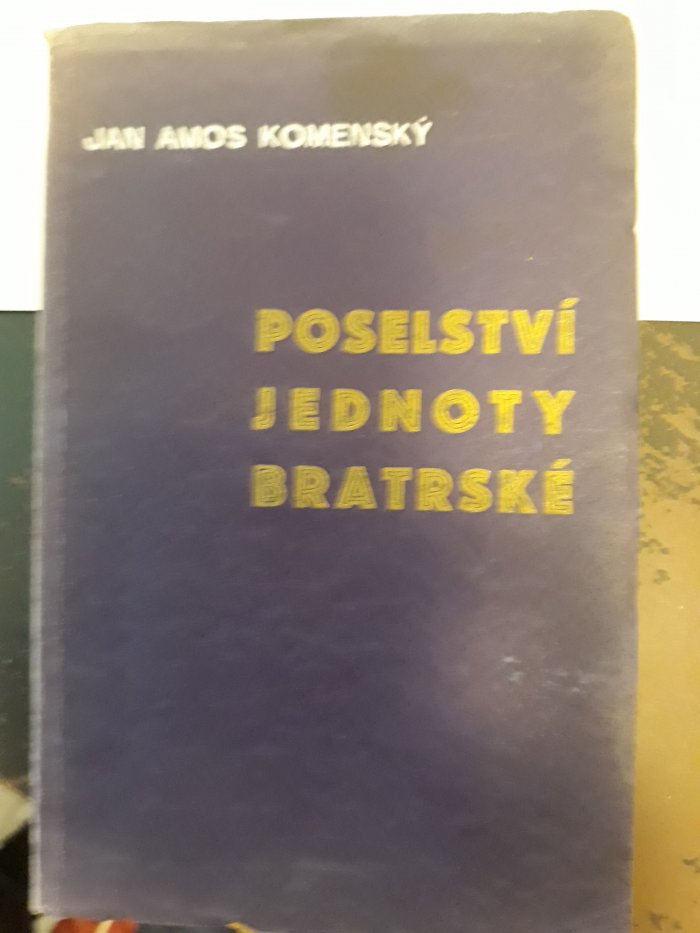 JAN AMOS KOMENSKÝ
POSELSTVÍ
JEDNOTY
BRATRSKÉ